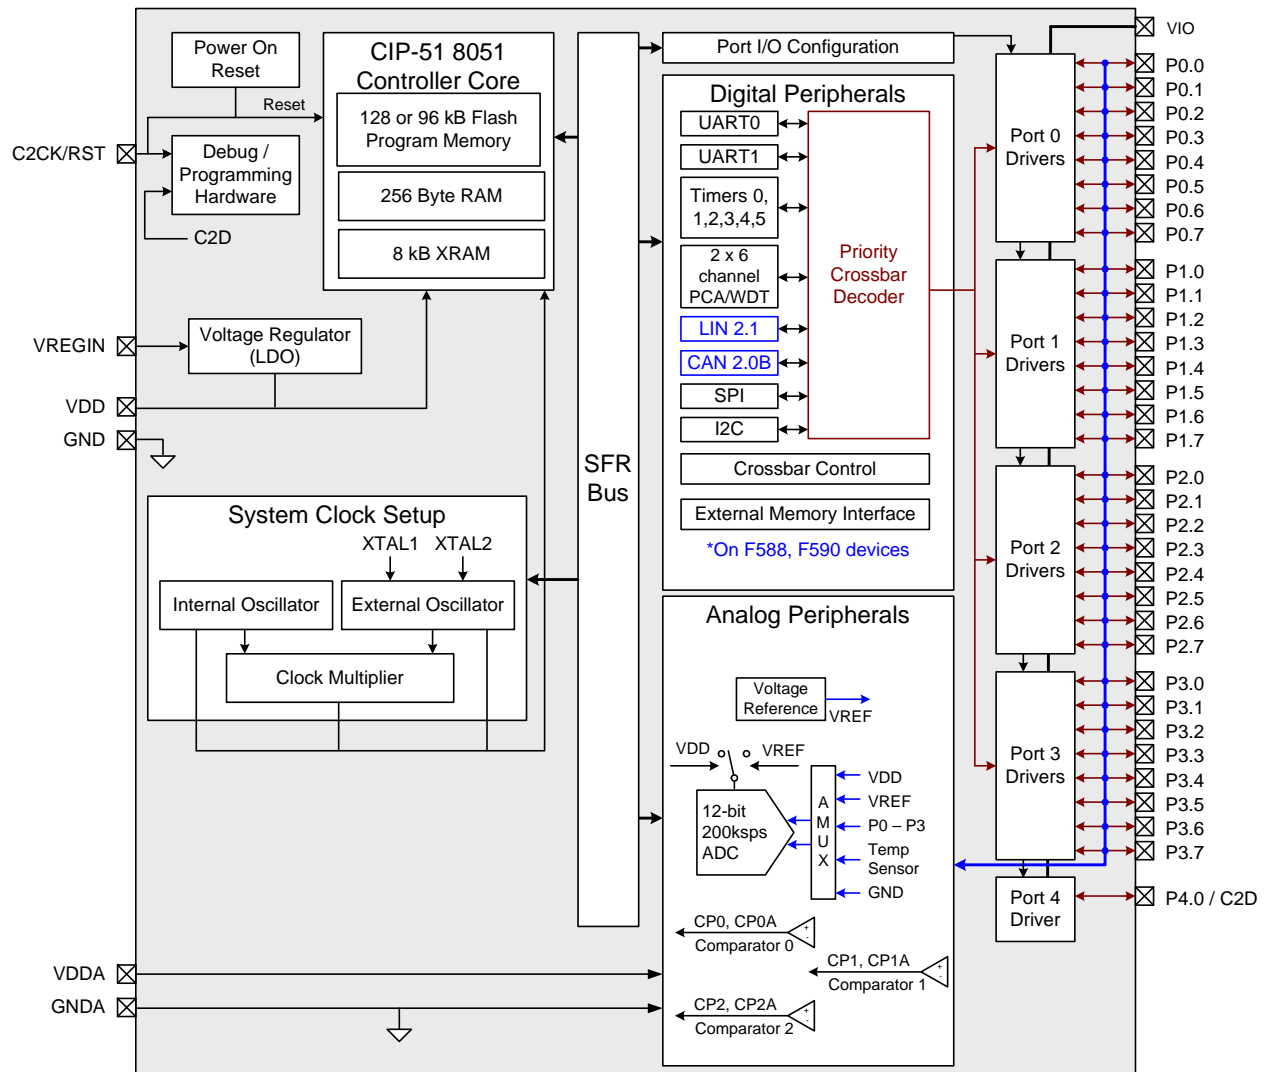 VIO
Power On
Reset
Reset
C2CK/RST
Debug /
Programming
Hardware
C2D
CIP-51 8051
Controller Core
128 or 96 kB Flash
Program Memory
256 Byte RAM
8 kB XRAM
VREGIN
Voltage Regulator
(LDO)
VDD
GND
System Clock Setup
XTAL1
XTAL2
Internal Oscillator
External Oscillator
Clock Multiplier
SFR
Bus
Port I/O Configuration
Digital Peripherals
UART0
UART1
Timers 0,
1,2,3,4,5
2 x 6
channel
PCA/WDT
LIN 2.1
CAN 2.0B
SPI
I2C
Priority
Crossbar
Decoder
Crossbar Control
External Memory Interface
*On F588, F590 devices
Analog Peripherals
Voltage
Reference
VREF
VDD
VREF
12-bit
200ksps
ADC
A
M
U
X
VDD
VREF
P0 – P3
Temp
Sensor
GND
CP0, CP0A
+
-
Comparator 0
CP1, CP1A
+
-
Comparator 1
CP2, CP2A
+
-
Comparator 2
VDDA
GNDA
Port 0
Drivers
Port 1
Drivers
Port 2
Drivers
Port 3
Drivers
Port 4
Driver
P0.0
P0.1
P0.2
P0.3
P0.4
P0.5
P0.6
P0.7
P1.0
P1.1
P1.2
P1.3
P1.4
P1.5
P1.6
P1.7
P2.0
P2.1
P2.2
P2.3
P2.4
P2.5
P2.6
P2.7
P3.0
P3.1
P3.2
P3.3
P3.4
P3.5
P3.6
P3.7
P4.0 / C2D